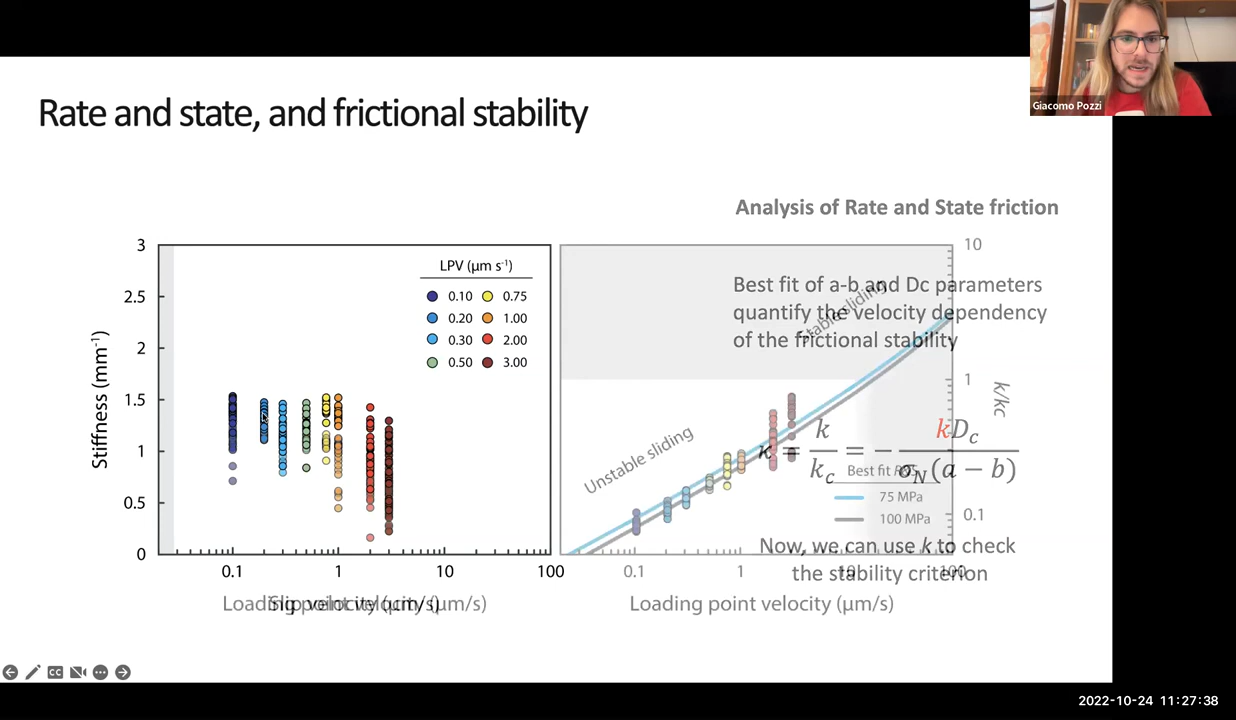 Giacomo Pozzi
Rate and state, and frictional stability
Analysis of Rate and State friction
Best fit of a-b and Dc parameters
quantify the velocity dependency
of the frictional stability
Stable sliding
Unstable sliding
3
2.5
2
1.5
1
0.5
0
Stiffness (mm⁻¹)
LPV (μm s⁻¹)
0.10 0.75
0.20 1.00
0.30 2.00
0.50 3.00
0.1 1 10 100
Loading point velocity (μm/s)
Slip velocity (μm/s)
10
1
0.1
k/kc
κ = k/k_c = − kD_c/σ_N(a − b)
Best fit R
75 MPa
100 MPa
Now, we can use k to check
the stability criterion
0.1 1 10 100
Loading point velocity (μm/s)
CC
2022-10-24 11:27:38